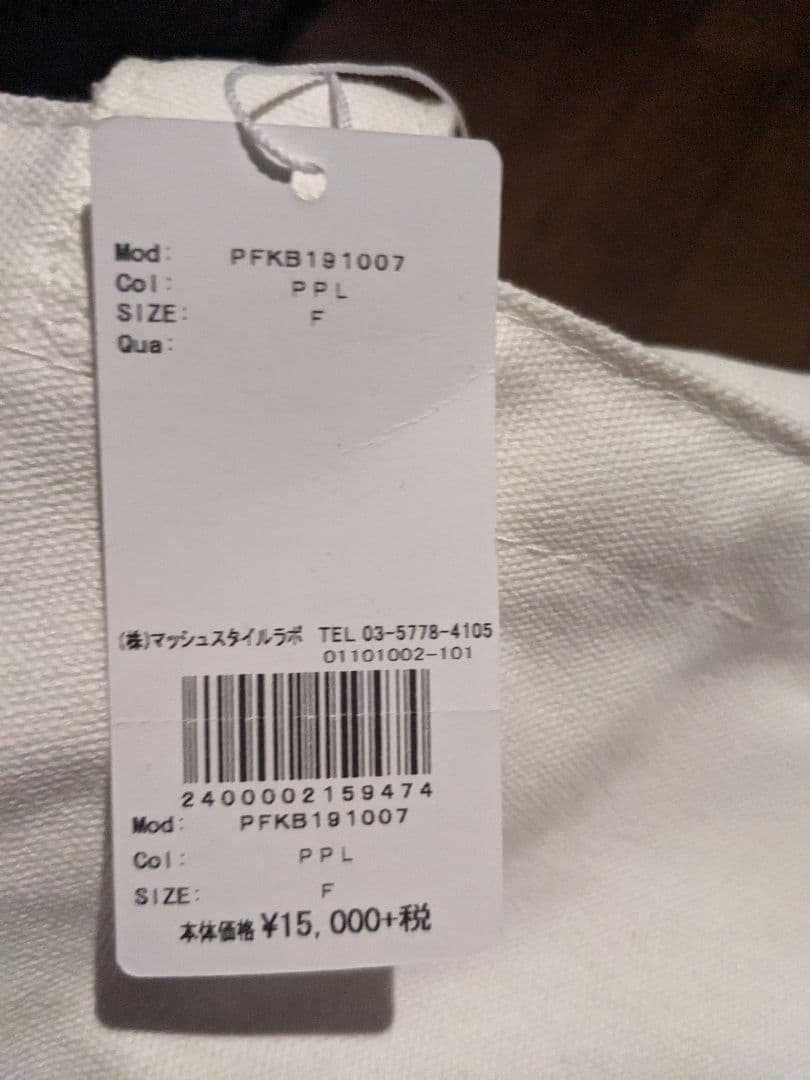 Mod: PFKB191007
Col: PPL
SIZE: F
Qua:
(株)マッシュスタイルラボ TEL 03-5778-4105
01101002-101
2400002159474
Mod: PFKB191007
Col: PPL
SIZE: F
本体価格 ¥15,000+税